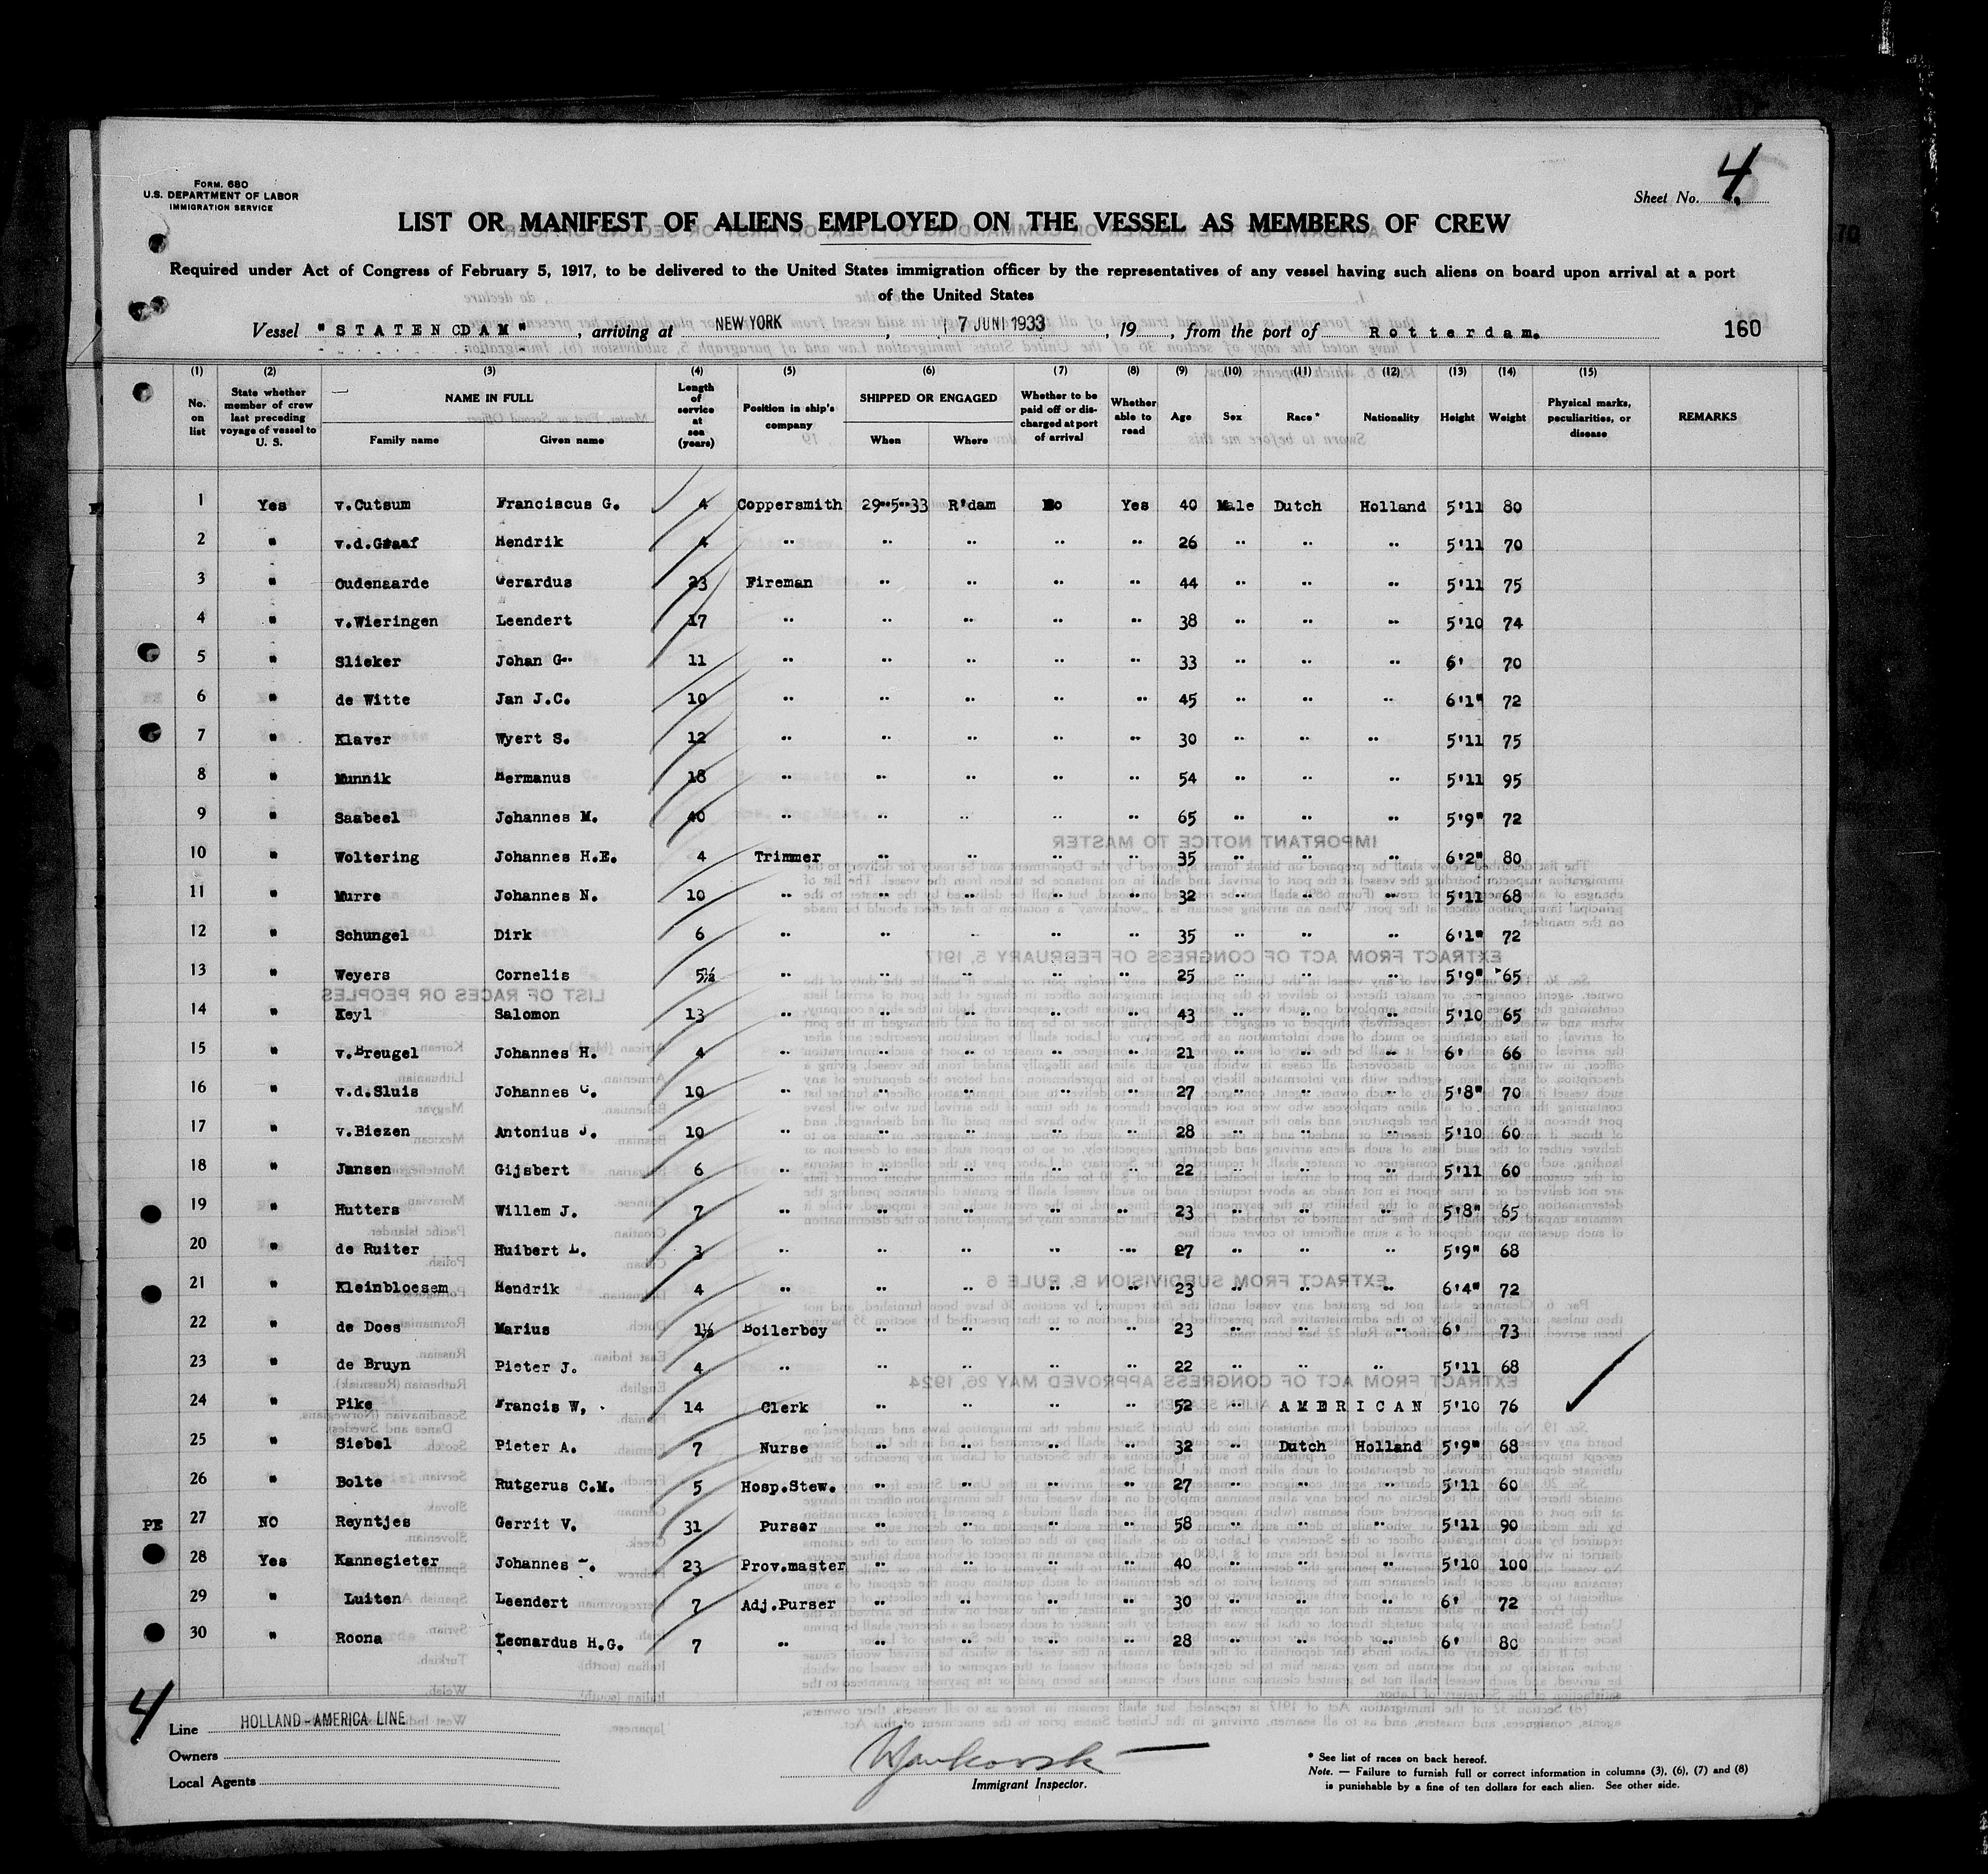 Form. 680
U.S. DEPARTMENT OF LABOR
IMMIGRATION SERVICE
Sheet No. 4.
LIST OR MANIFEST OF ALIENS EMPLOYED ON THE VESSEL AS MEMBERS OF CREW
Required under Act of Congress of February 5, 1917, to be delivered to the United States immigration officer by the representatives of any vessel having such aliens on board upon arrival at a port
of the United States
Vessel "STATENDAM", arriving at NEW YORK, 7 JUNI 1933, 19, from the port of Rotterdam. 160
(1) (2) (3) (4) (5) (6) (7) (8) (9) (10) (11) (12) (13) (14) (15)
No. on list State whether member of crew last preceding voyage of vessel to U. S. NAME IN FULL Family name Given name Length of service at sea (years) Position in ship's company SHIPPED OR ENGAGED When Where Whether to be paid off or discharged at port of arrival Whether able to read Age Sex Race* Nationality Height Weight Physical marks, peculiarities, or disease REMARKS
1 Yes v.Cutsum Franciscus G. 4 Coppersmith 29-5-33 R'dam No Yes 40 Male Dutch Holland 5'11 80
2 " v.d.Graaf Hendrik 4 " " " " " 26 " " " 5'11 70
3 " Oudenaarde Gerardus 23 Fireman " " " " 44 " " " 5'11 75
4 " v.Wieringen Leendert 17 " " " " " 38 " " " 5'10 74
5 " Slieker Johan G. 11 " " " " " 33 " " " 6' 70
6 " de Witte Jan J.C. 10 " " " " " 45 " " " 6'1" 72
7 " Klaver Wyert S. 12 " " " " " 30 " " " 5'11 75
8 " Munnik Hermanus 18 " " " " " 54 " " " 5'11 95
9 " Saabeel Johannes M. 40 " " " " " 65 " " " 5'9" 72
10 " Woltering Johannes H.E. 4 Trimmer " " " " 35 " " " 6'2" 80
11 " Murre Johannes N. 10 " " " " " 32 " " " 5'11 68
12 " Schungel Dirk 6 " " " " " 35 " " " 6'1" 72
13 " Weyers Cornelis 5½ " " " " " 25 " " " 5'9" 65
14 " Keyl Salomon 13 " " " " " 43 " " " 5'10 65
15 " v.Breugel Johannes H. 4 " " " " " 21 " " " 6' 66
16 " v.d.Sluis Johannes C. 10 " " " " " 27 " " " 5'8" 70
17 " v.Biezen Antonius J. 10 " " " " " 28 " " " 5'10 60
18 " Jansen Gijsbert 6 " " " " " 22 " " " 5'11 60
19 " Hutters Willem J. 7 " " " " " 23 " " " 5'8" 65
20 " de Ruiter Huibert L. 3 " " " " " 27 " " " 5'9" 68
21 " Kleinbloesem Hendrik 4 " " " " " 23 " " " 6'4" 72
22 " de Does Marius 1½ Boilerboy " " " " 23 " " " 6' 73
23 " de Bruyn Pieter J. 4 " " " " " 22 " " " 5'11 68
24 " Pike Francis W. 14 Clerk " " " " 52 " AMERICAN 5'10 76
25 " Siebel Pieter A. 7 Nurse " " " " 32 " Dutch Holland 5'9" 68
26 " Bolte Rutgerus C.M. 5 Hosp.Stew. " " " " 27 " " " 5'11 60
PE 27 NO Reyntjes Gerrit V. 31 Purser " " " " 58 " " " 5'11 90
28 Yes Kannegieter Johannes 23 Prov.master " " " " 40 " " " 5'10 100
29 " Luiten Leendert 7 Adj.Purser " " " " 30 " " " 6' 72
30 " Roona Leonardus H.G. 7 " " " " " 28 " " " 6' 80
4
Line HOLLAND-AMERICA LINE
Owners
Local Agents
Immigrant Inspector.
* See list of races on back hereof.
Note. — Failure to furnish full or correct information in columns (3), (6), (7) and (8)
is punishable by a fine of ten dollars for each alien. See other side.